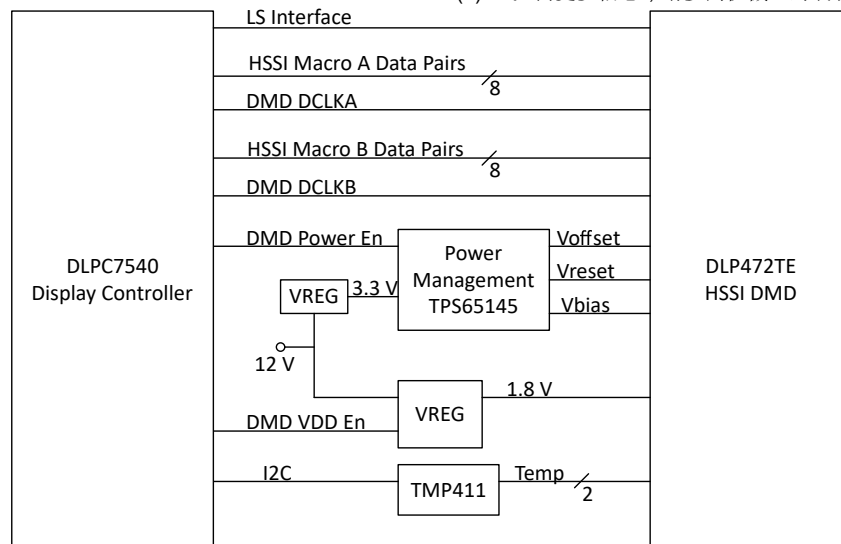 LS Interface
HSSI Macro A Data Pairs
8
DMD DCLKA
HSSI Macro B Data Pairs
8
DMD DCLKB
DMD Power En
Power
Management
TPS65145
Voffset
Vreset
Vbias
DLPC7540
Display Controller
DLP472TE
HSSI DMD
VREG
3.3 V
12 V
VREG
1.8 V
DMD VDD En
I2C
TMP411
Temp
2